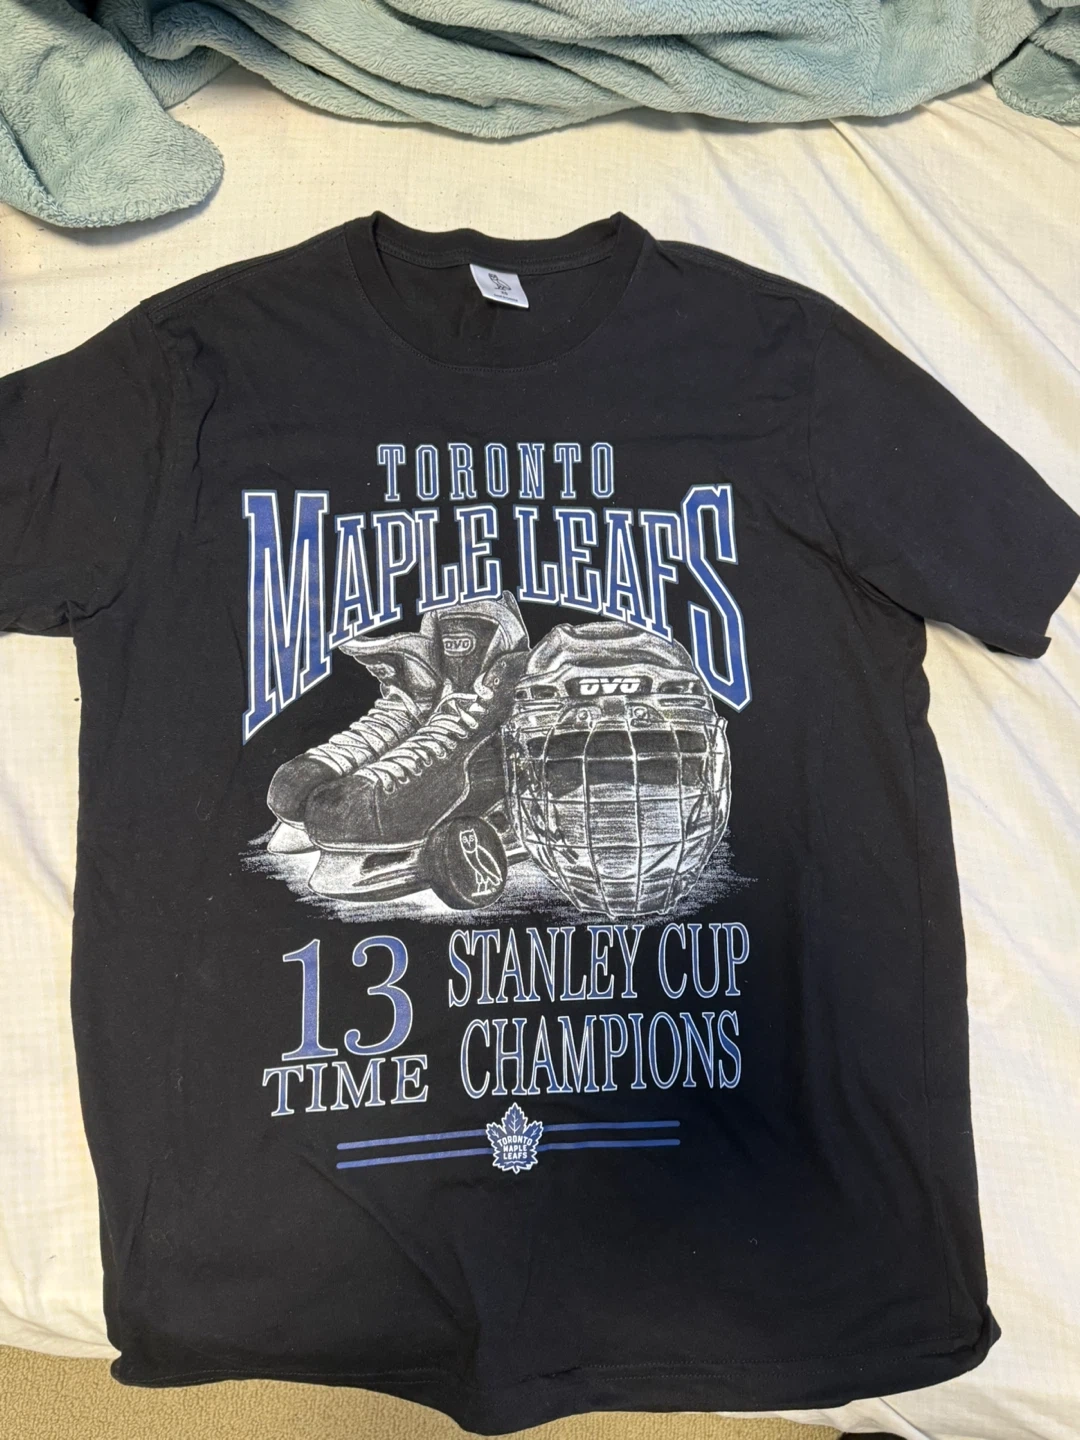 TORONTO
MAPLE LEAFS
OVO
OVO
13
TIME
STANLEY CUP
CHAMPIONS
TORONTO
MAPLE
LEAFS